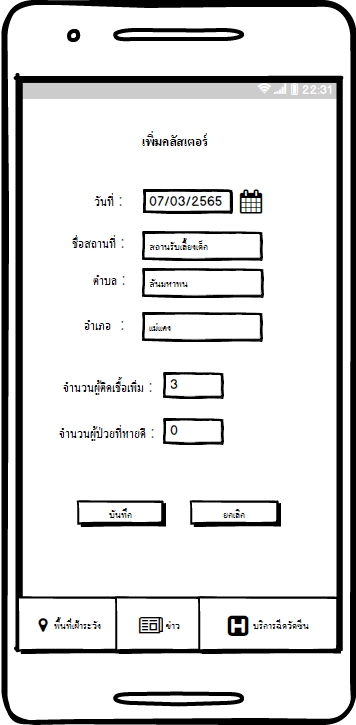 22:31
เพิ่มคลัสเตอร์
วันที่ : 07/03/2565
ชื่อสถานที่ : สถานรับเลี้ยงเด็ก
ตำบล : สันมหาพน
อำเภอ : แม่แตง
จำนวนผู้ติดเชื้อเพิ่ม : 3
จำนวนผู้ป่วยที่หายดี : 0
บันทึก ยกเลิก
พื้นที่เฝ้าระวัง ข่าว H บริการฉีดวัคซีน